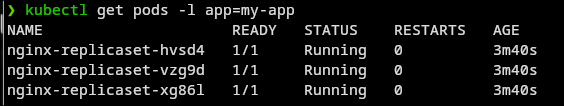 ❯ kubectl get pods -l app=my-app
NAME READY STATUS RESTARTS AGE
nginx-replicaset-hvsd4 1/1 Running 0 3m40s
nginx-replicaset-vzg9d 1/1 Running 0 3m40s
nginx-replicaset-xg86l 1/1 Running 0 3m40s